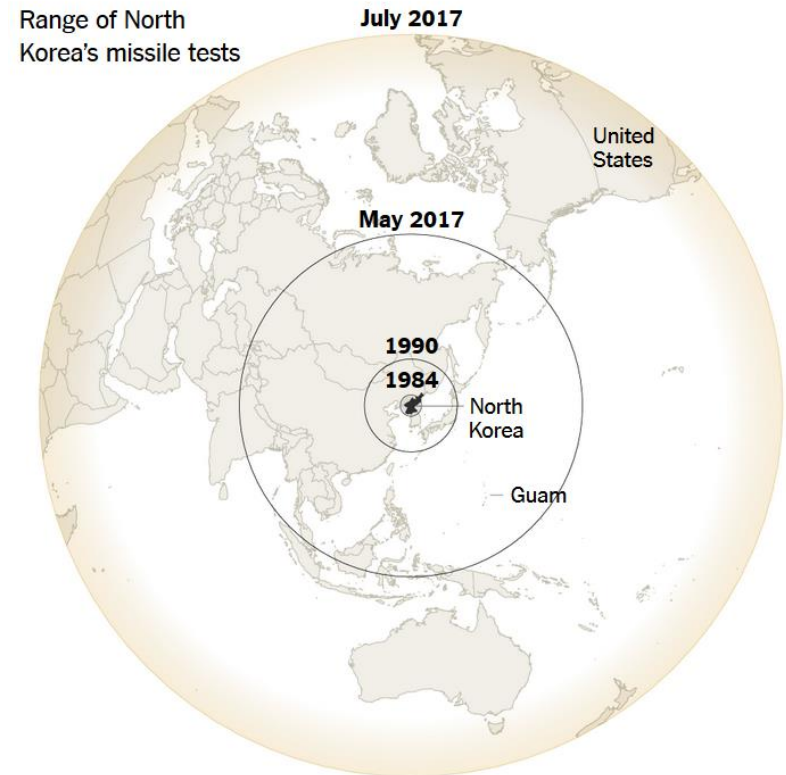 Range of North
Korea's missile tests
July 2017
United
States
May 2017
1990
1984
North
Korea
Guam